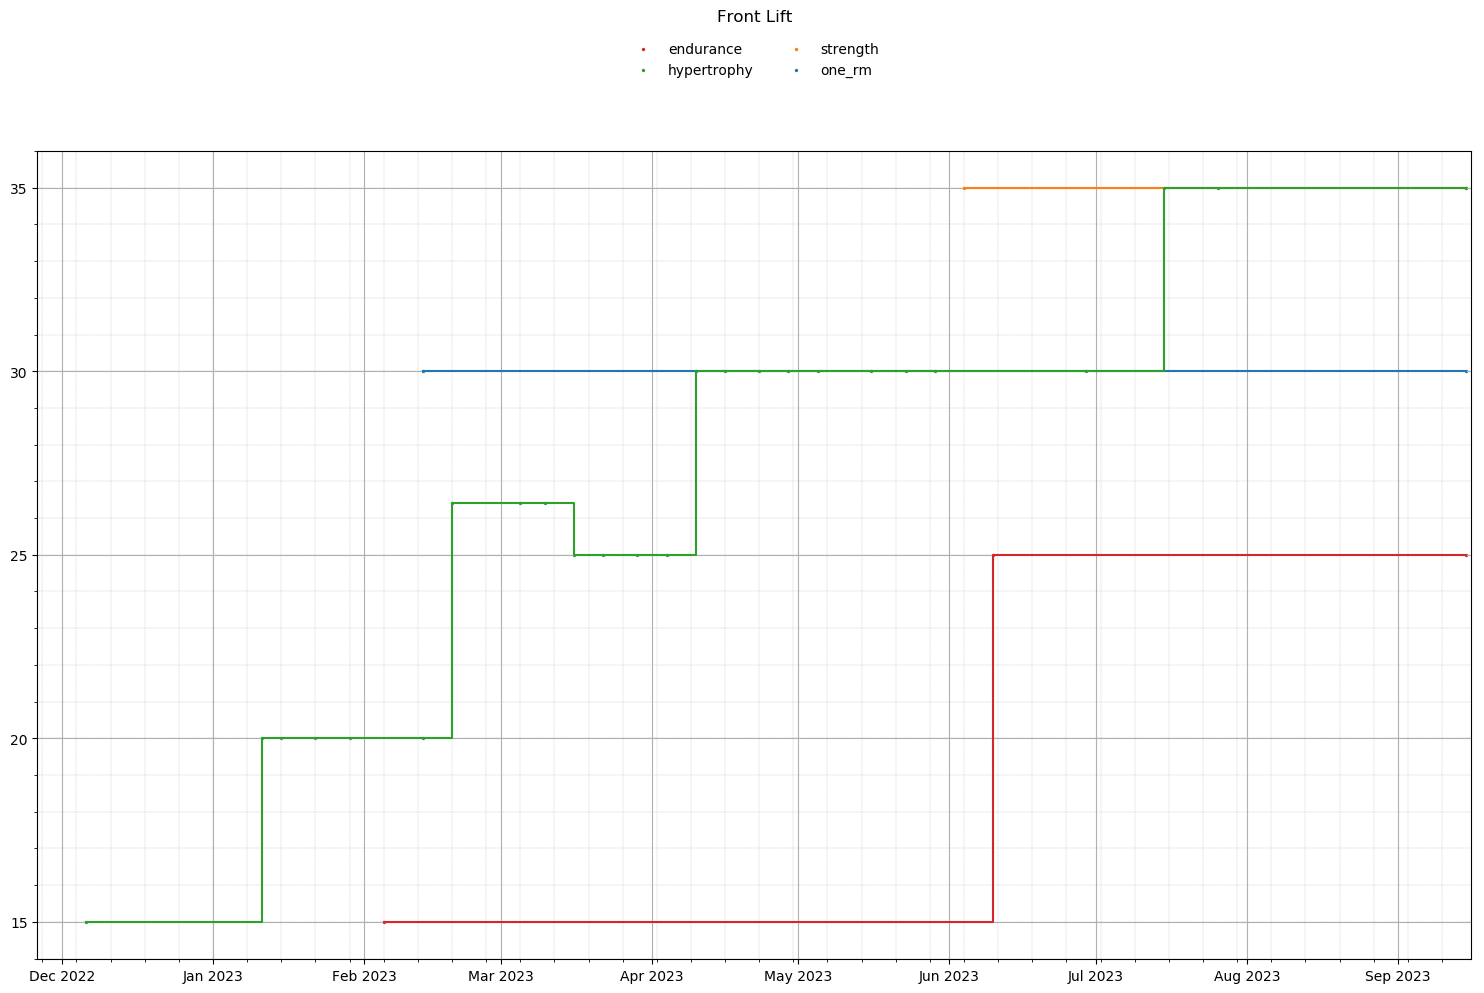 Front Lift
endurance
hypertrophy
strength
one_rm
35
30
25
20
15
Dec 2022
Jan 2023
Feb 2023
Mar 2023
Apr 2023
May 2023
Jun 2023
Jul 2023
Aug 2023
Sep 2023